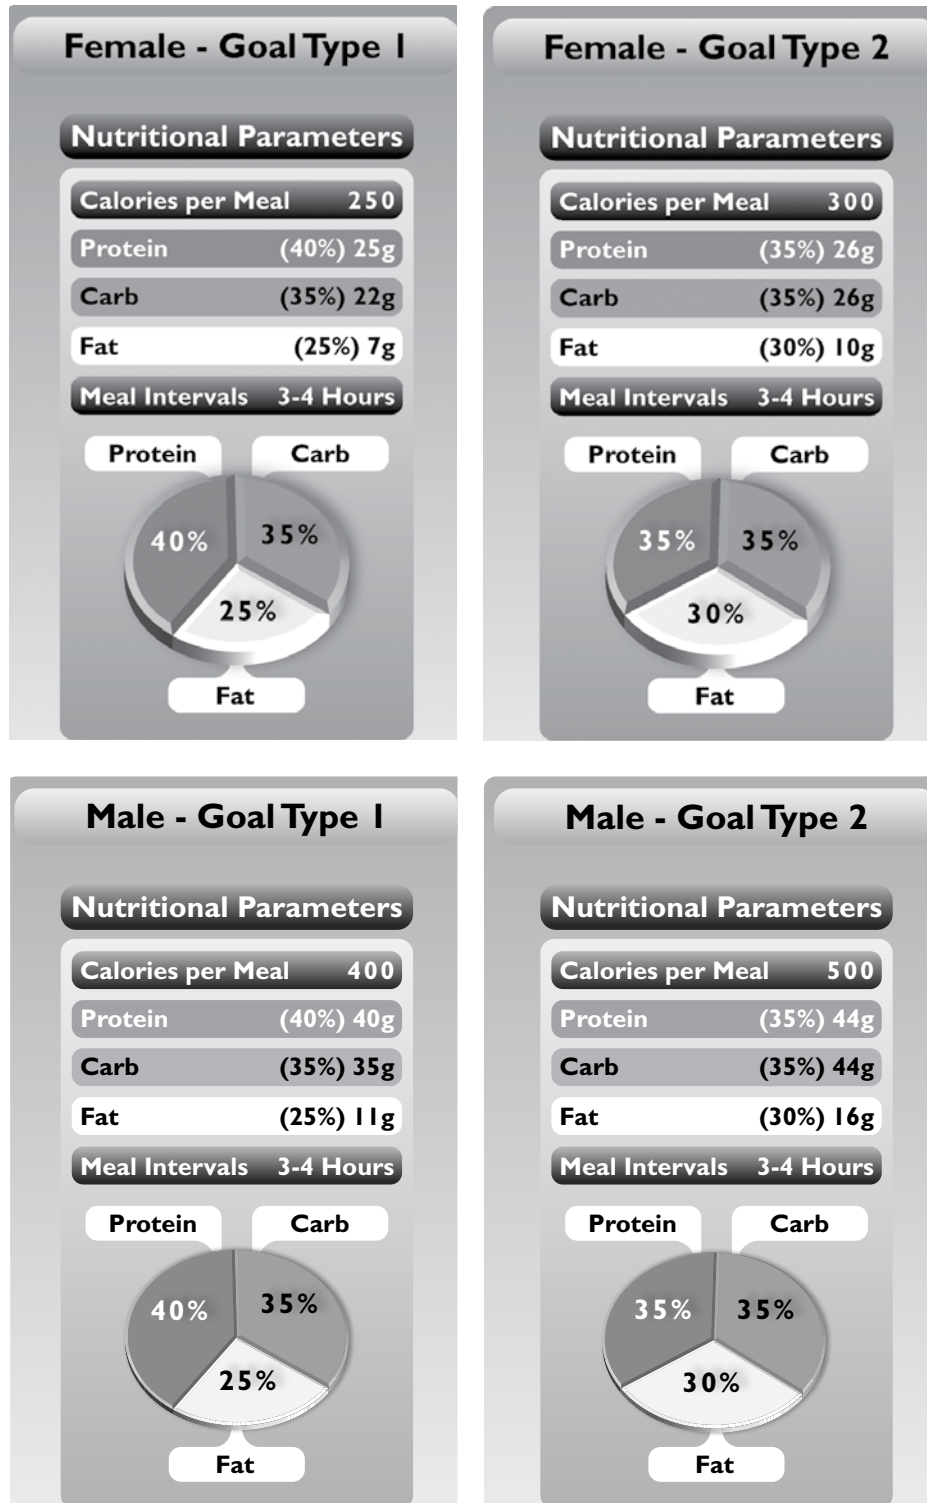 Female - Goal Type 1
Nutritional Parameters
Calories per Meal 250
Protein (40%) 25g
Carb (35%) 22g
Fat (25%) 7g
Meal Intervals 3-4 Hours
Protein Carb
40% 35%
25%
Fat
Female - Goal Type 2
Nutritional Parameters
Calories per Meal 300
Protein (35%) 26g
Carb (35%) 26g
Fat (30%) 10g
Meal Intervals 3-4 Hours
Protein Carb
35% 35%
30%
Fat
Male - Goal Type 1
Nutritional Parameters
Calories per Meal 400
Protein (40%) 40g
Carb (35%) 35g
Fat (25%) 11g
Meal Intervals 3-4 Hours
Protein Carb
40% 35%
25%
Fat
Male - Goal Type 2
Nutritional Parameters
Calories per Meal 500
Protein (35%) 44g
Carb (35%) 44g
Fat (30%) 16g
Meal Intervals 3-4 Hours
Protein Carb
35% 35%
30%
Fat